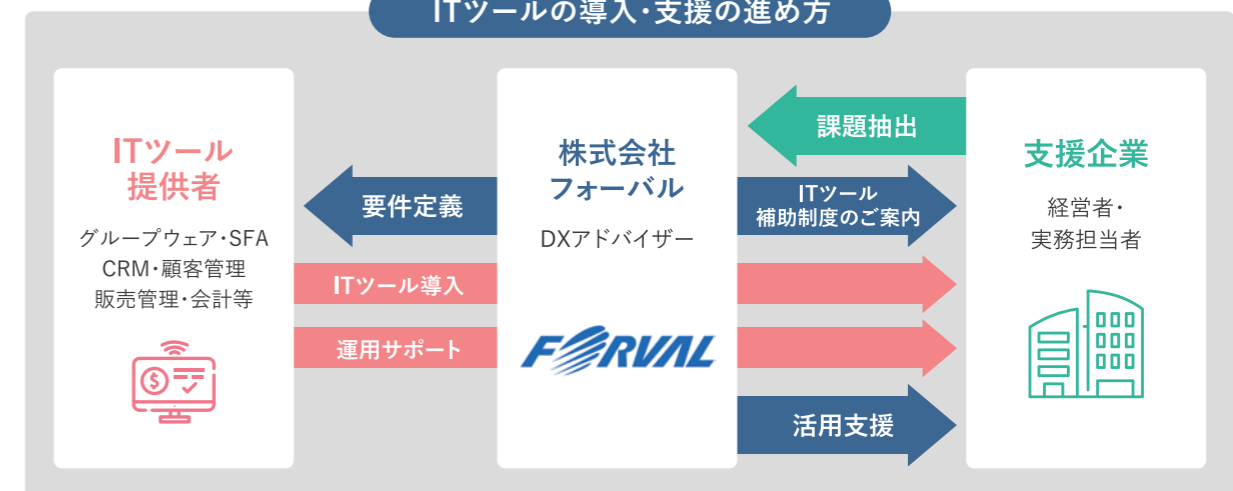 ITツールの導入・支援の進め方
ITツール
提供者
グループウェア・SFA
CRM・顧客管理
販売管理・会計等
要件定義
ITツール導入
運用サポート
株式会社
フォーバル
DXアドバイザー
FORVAL
課題抽出
ITツール
補助制度のご案内
活用支援
支援企業
経営者・
実務担当者